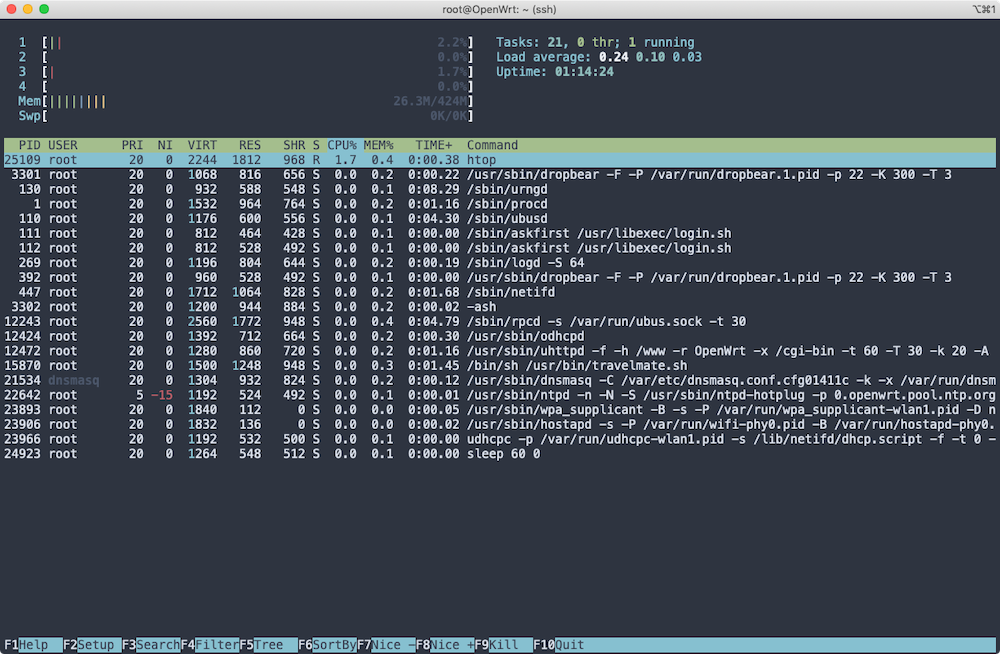 root@OpenWrt: ~ (ssh) ⌥⌘1
1 [|| 2.2%] Tasks: 21, 0 thr; 1 running
2 [ 0.0%] Load average: 0.24 0.10 0.03
3 [| 1.7%] Uptime: 01:14:24
4 [ 0.0%]
Mem[|||||||| 26.3M/424M]
Swp[ 0K/0K]
PID USER PRI NI VIRT RES SHR S CPU% MEM% TIME+ Command
25109 root 20 0 2244 1812 968 R 1.7 0.4 0:00.38 htop
3301 root 20 0 1068 816 656 S 0.0 0.2 0:00.22 /usr/sbin/dropbear -F -P /var/run/dropbear.1.pid -p 22 -K 300 -T 3
130 root 20 0 932 588 548 S 0.0 0.1 0:08.29 /sbin/urngd
1 root 20 0 1532 964 764 S 0.0 0.2 0:01.16 /sbin/procd
110 root 20 0 1176 600 556 S 0.0 0.1 0:04.30 /sbin/ubusd
111 root 20 0 812 464 428 S 0.0 0.1 0:00.00 /sbin/askfirst /usr/libexec/login.sh
112 root 20 0 812 528 492 S 0.0 0.1 0:00.00 /sbin/askfirst /usr/libexec/login.sh
269 root 20 0 1196 804 644 S 0.0 0.2 0:00.19 /sbin/logd -S 64
392 root 20 0 960 528 492 S 0.0 0.1 0:00.00 /usr/sbin/dropbear -F -P /var/run/dropbear.1.pid -p 22 -K 300 -T 3
447 root 20 0 1712 1064 828 S 0.0 0.2 0:01.68 /sbin/netifd
3302 root 20 0 1200 944 884 S 0.0 0.2 0:00.02 -ash
12243 root 20 0 2560 1772 948 S 0.0 0.4 0:04.79 /sbin/rpcd -s /var/run/ubus.sock -t 30
12424 root 20 0 1392 712 664 S 0.0 0.2 0:00.30 /usr/sbin/odhcpd
12472 root 20 0 1280 860 720 S 0.0 0.2 0:01.16 /usr/sbin/uhttpd -f -h /www -r OpenWrt -x /cgi-bin -t 60 -T 30 -k 20 -A
15870 root 20 0 1500 1248 948 S 0.0 0.3 0:01.45 /bin/sh /usr/bin/travelmate.sh
21534 dnsmasq 20 0 1304 932 824 S 0.0 0.2 0:00.12 /usr/sbin/dnsmasq -C /var/etc/dnsmasq.conf.cfg01411c -k -x /var/run/dnsm
22642 root 5 -15 1192 524 492 S 0.0 0.1 0:00.01 /usr/sbin/ntpd -n -N -S /usr/sbin/ntpd-hotplug -p 0.openwrt.pool.ntp.org
23893 root 20 0 1840 112 0 S 0.0 0.0 0:00.05 /usr/sbin/wpa_supplicant -B -s -P /var/run/wpa_supplicant-wlan1.pid -D n
23906 root 20 0 1832 136 0 S 0.0 0.0 0:00.02 /usr/sbin/hostapd -s -P /var/run/wifi-phy0.pid -B /var/run/hostapd-phy0.
23966 root 20 0 1192 532 500 S 0.0 0.1 0:00.00 udhcpc -p /var/run/udhcpc-wlan1.pid -s /lib/netifd/dhcp.script -f -t 0 -
24923 root 20 0 1264 548 512 S 0.0 0.1 0:00.00 sleep 60 0
F1Help F2Setup F3SearchF4FilterF5Tree F6SortByF7Nice -F8Nice +F9Kill F10Quit